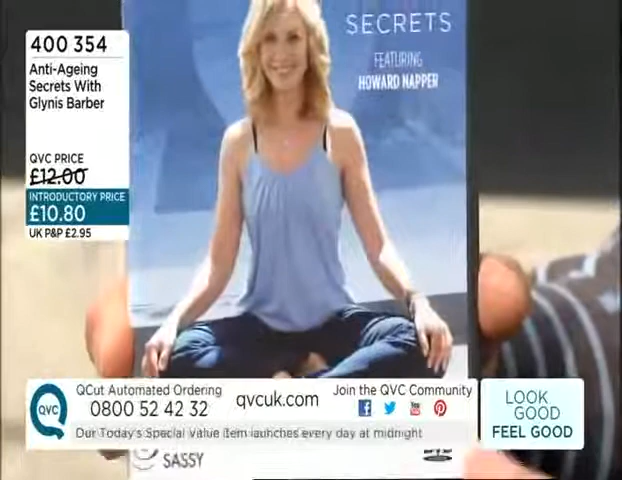 SECRETS
FEATURING
HOWARD NAPPER
400 354
Anti-Ageing
Secrets With
Glynis Barber
QVC PRICE
£12.00
INTRODUCTORY PRICE
£10.80
UK P&P £2.95
QVC
QCut Automated Ordering
0800 52 42 32
qvcuk.com
Join the QVC Community
Our Today's Special Value item launches every day at midnight
LOOK
GOOD
FEEL GOOD
SASSY